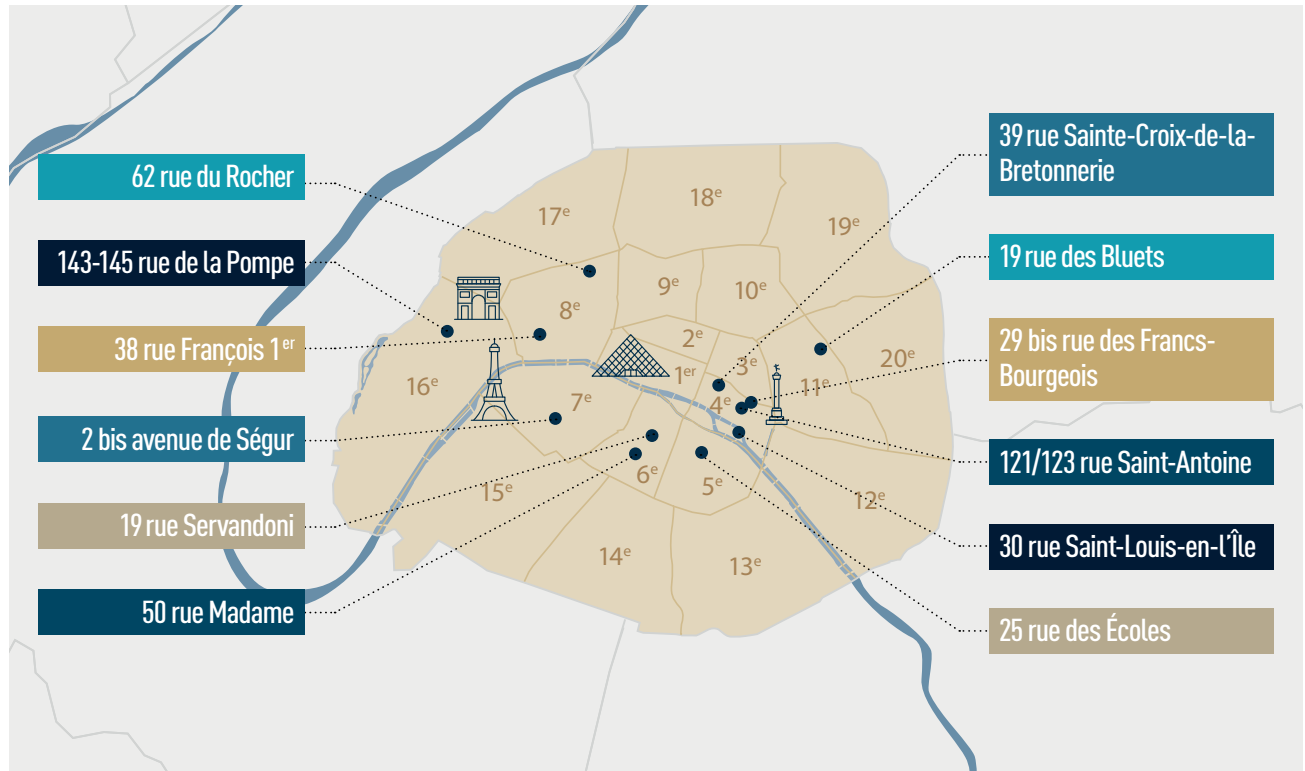 62 rue du Rocher
143-145 rue de la Pompe
38 rue François 1er
2 bis avenue de Ségur
19 rue Servandoni
50 rue Madame
17e
18e
19e
8e
9e
10e
2e
1er
3e
16e
7e
4e
11e
20e
15e
6e
5e
12e
14e
13e
39 rue Sainte-Croix-de-la-
Bretonnerie
19 rue des Bluets
29 bis rue des Francs-
Bourgeois
121/123 rue Saint-Antoine
30 rue Saint-Louis-en-l'Île
25 rue des Écoles